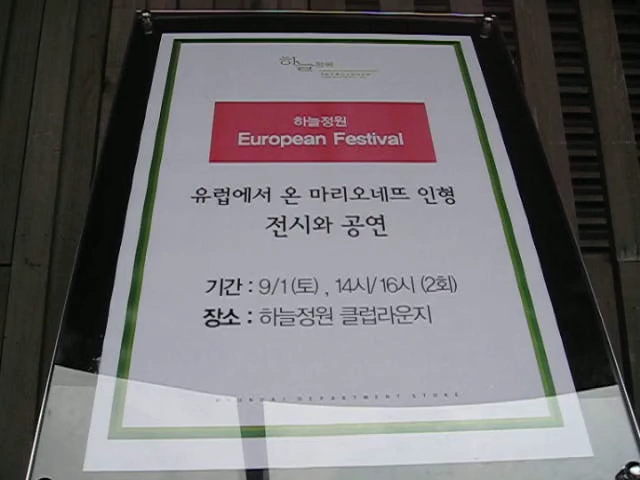 하늘정원
하늘정원
European Festival
유럽에서 온 마리오네뜨 인형
전시와 공연
기간 : 9/1(토) , 14시/16시 (2회)
장소 : 하늘정원 클럽라운지
HYUNDAI DEPARTMENT STORE